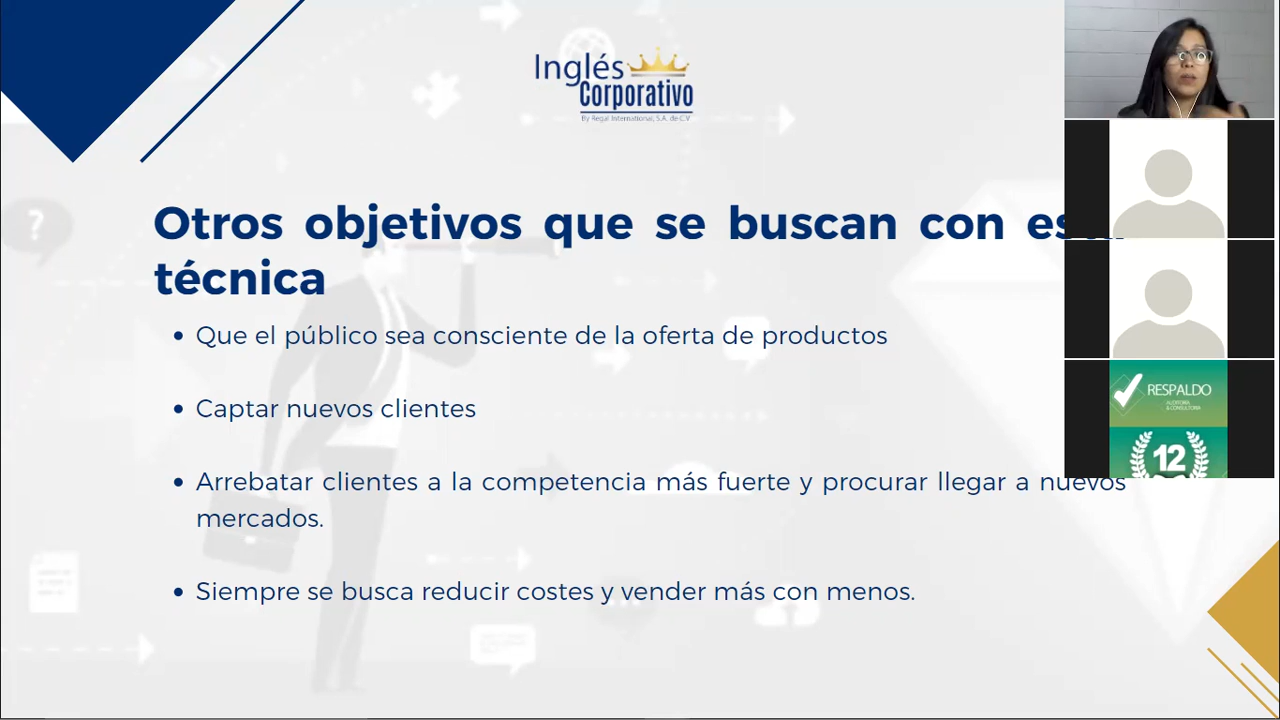 Inglés
Corporativo
By Regal International, S.A. de C.V
Otros objetivos que se buscan con
técnica
Que el público sea consciente de la oferta de productos
Captar nuevos clientes
Arrebatar clientes a la competencia más fuerte y procurar llegar a nuevos
mercados.
Siempre se busca reducir costes y vender más con menos.
RESPALDO
AUDITORÍA
& CONSULTORÍA
12